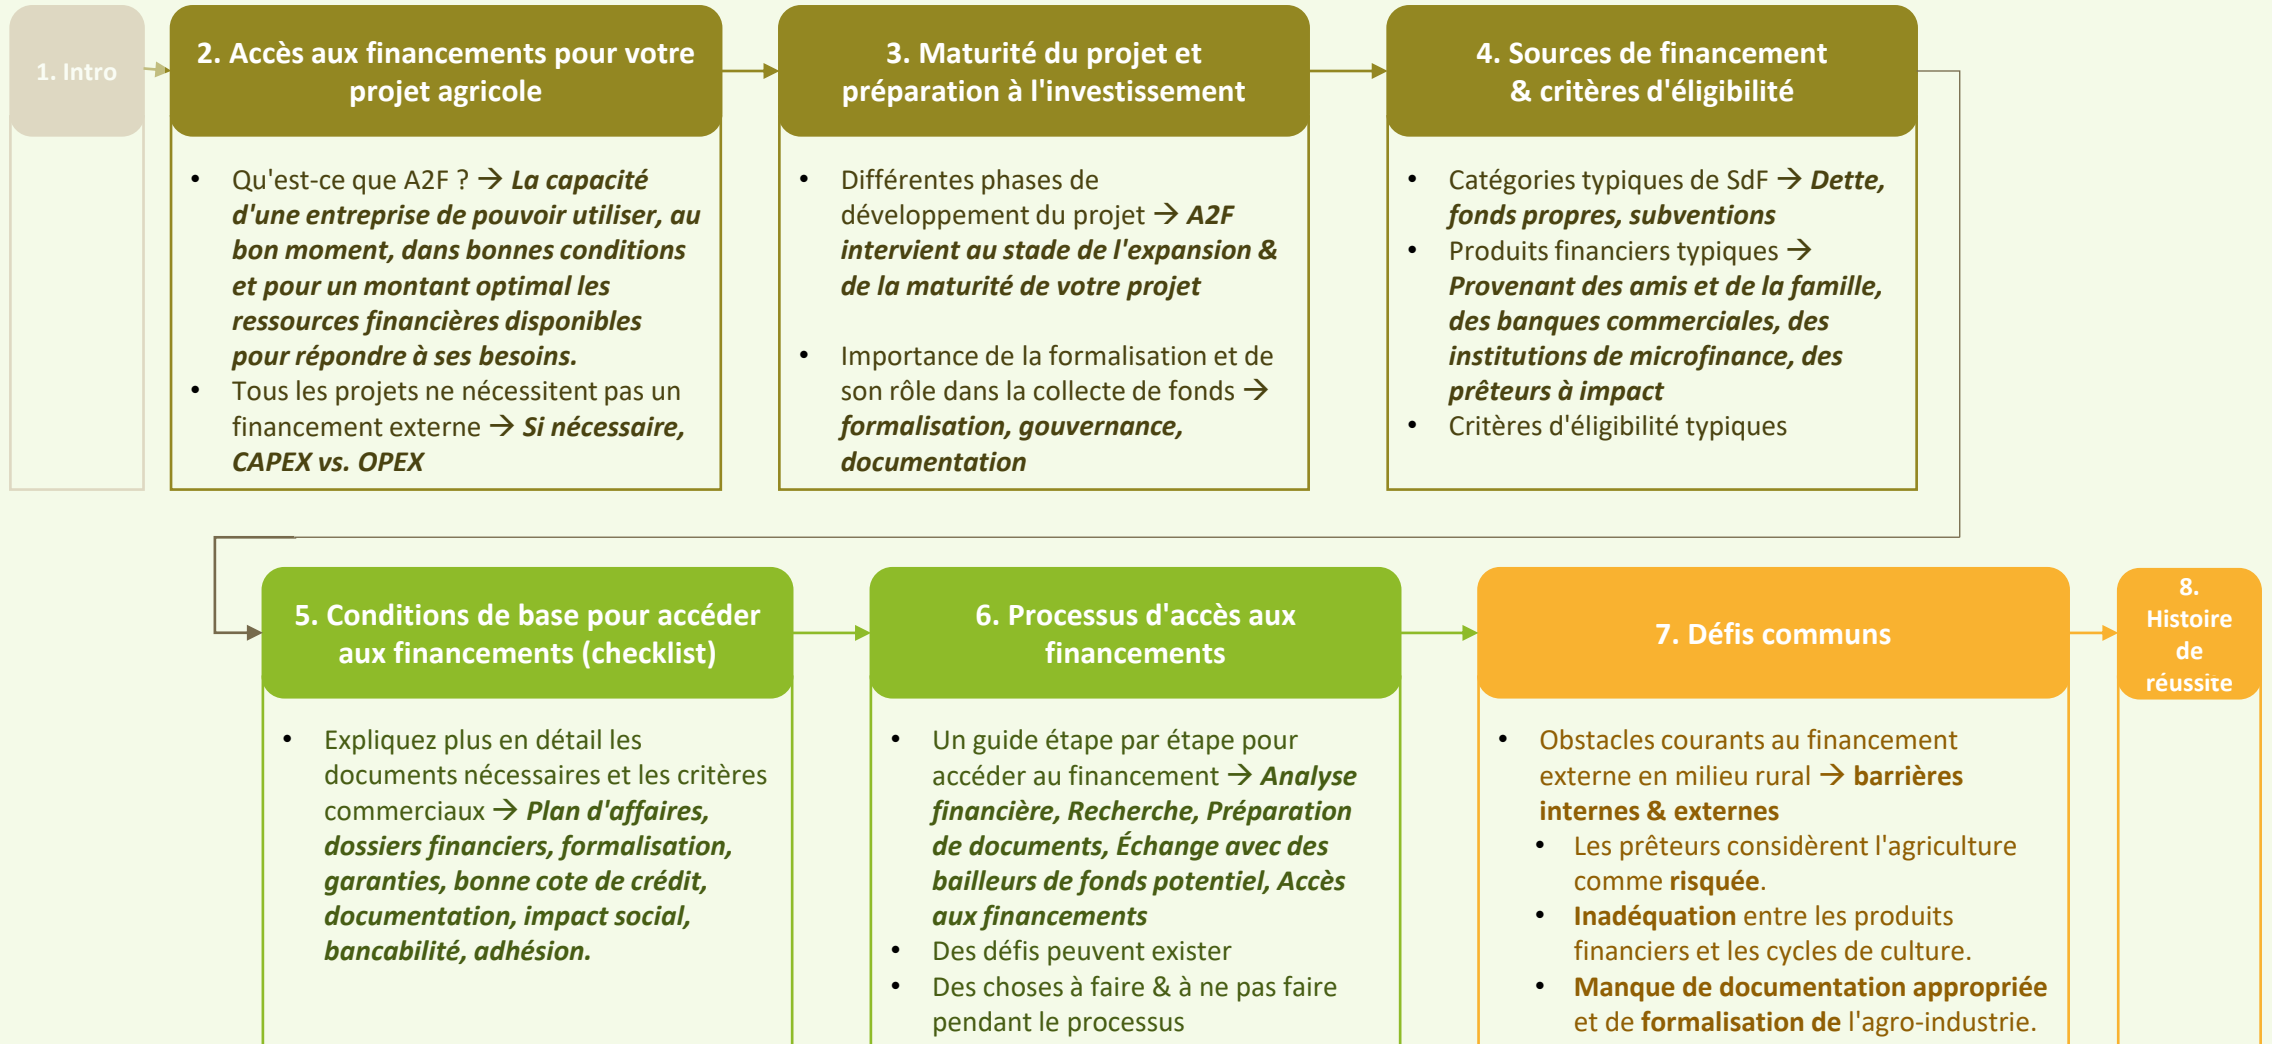 1. Intro
2. Accès aux financements pour votre
projet agricole
• Qu'est-ce que A2F ? → La capacité
d'une entreprise de pouvoir utiliser, au
bon moment, dans bonnes conditions
et pour un montant optimal les
ressources financières disponibles
pour répondre à ses besoins.
• Tous les projets ne nécessitent pas un
financement externe → Si nécessaire,
CAPEX vs. OPEX
3. Maturité du projet et
préparation à l'investissement
• Différentes phases de
développement du projet → A2F
intervient au stade de l'expansion &
de la maturité de votre projet
• Importance de la formalisation et de
son rôle dans la collecte de fonds →
formalisation, gouvernance,
documentation
4. Sources de financement
& critères d'éligibilité
• Catégories typiques de SdF → Dette,
fonds propres, subventions
• Produits financiers typiques →
Provenant des amis et de la famille,
des banques commerciales, des
institutions de microfinance, des
prêteurs à impact
• Critères d'éligibilité typiques
5. Conditions de base pour accéder
aux financements (checklist)
• Expliquez plus en détail les
documents nécessaires et les critères
commerciaux → Plan d'affaires,
dossiers financiers, formalisation,
garanties, bonne cote de crédit,
documentation, impact social,
bancabilité, adhésion.
6. Processus d'accès aux
financements
• Un guide étape par étape pour
accéder au financement → Analyse
financière, Recherche, Préparation
de documents, Échange avec des
bailleurs de fonds potentiel, Accès
aux financements
• Des défis peuvent exister
• Des choses à faire & à ne pas faire
pendant le processus
7. Défis communs
• Obstacles courants au financement
externe en milieu rural → barrières
internes & externes
• Les prêteurs considèrent l'agriculture
comme risquée.
• Inadéquation entre les produits
financiers et les cycles de culture.
• Manque de documentation appropriée
et de formalisation de l'agro-industrie.
8.
Histoire
de
réussite